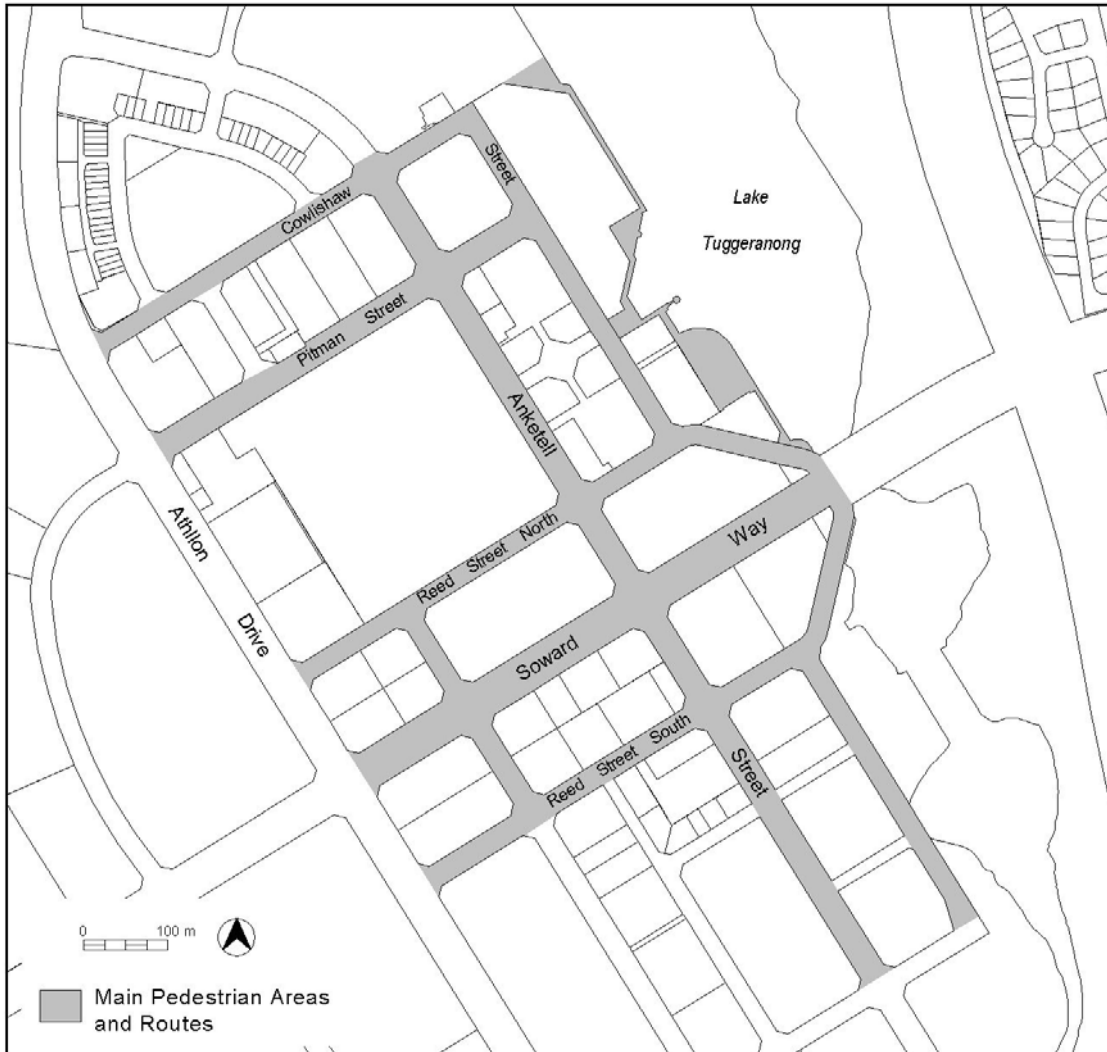 Street
Cowlishaw
Lake
Tuggeranong
Pitman Street
Anketell
Athllon
Drive
Reed Street North
Way
Soward
Reed Street South
Street
0 100 m
Main Pedestrian Areas
and Routes